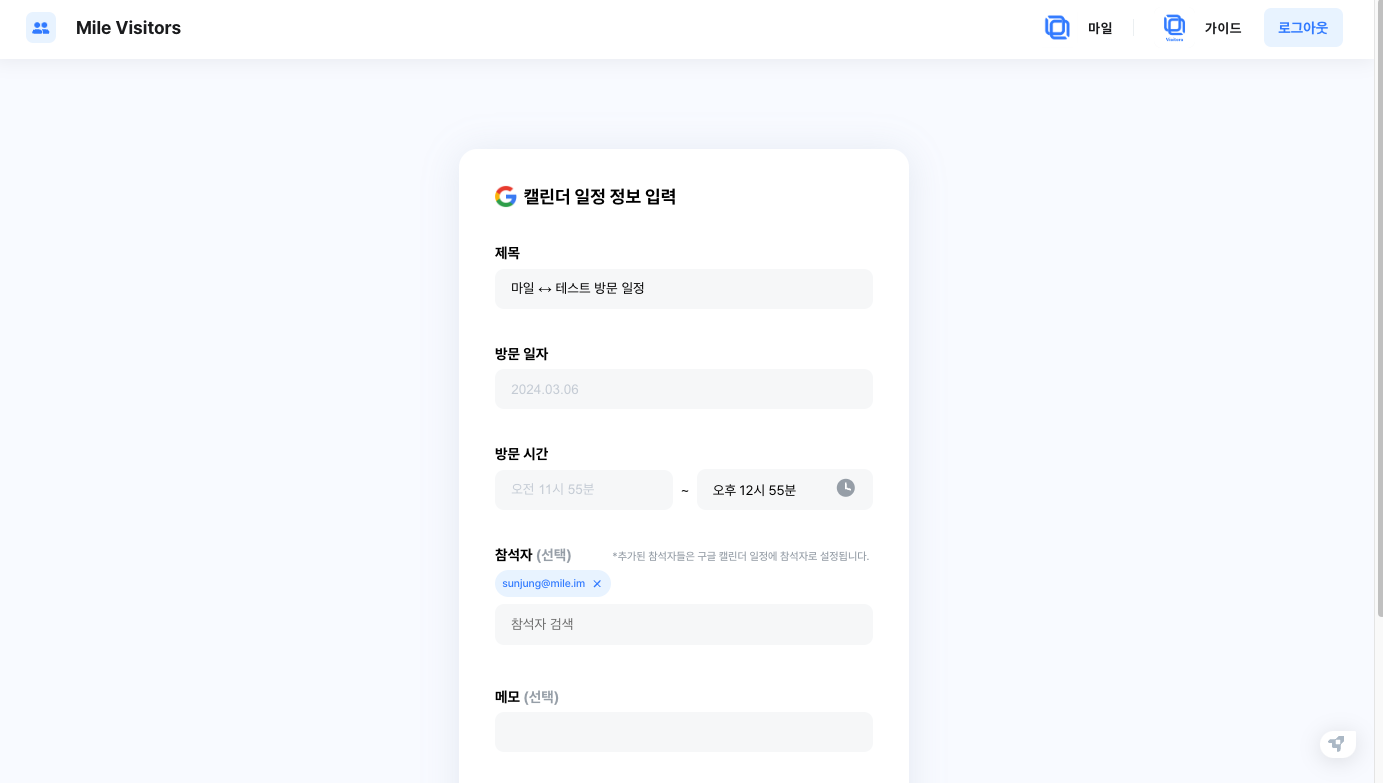 Mile Visitors
마일
Visitors
가이드
로그아웃
캘린더 일정 정보 입력
제목
마일 ↔ 테스트 방문 일정
방문 일자
2024.03.06
방문 시간
오전 11시 55분 ~ 오후 12시 55분
참석자 (선택) *추가된 참석자들은 구글 캘린더 일정에 참석자로 설정됩니다.
sunjung@mile.im ×
참석자 검색
메모 (선택)